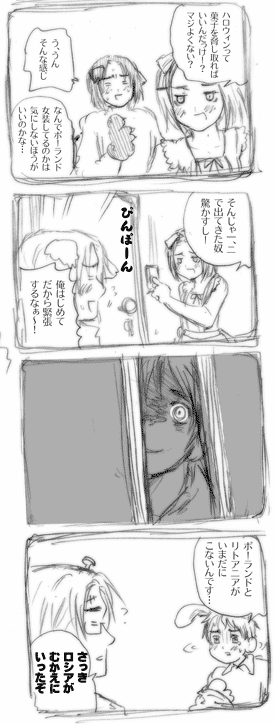 ハロウィンって
菓子を脅し取れば
いいんだっけ!?
マジよくない?
う、うん
そんな感じ
なんでポーランド
女装してるのかは
気にしないほうが
いいのかな…
そんじゃー、二
で出てきた奴
驚かすし!
ぴんぽーん
俺はじめて
だから緊張
するなぁ〜!
ポーランドと
リトアニアが
いまだに
こないんです…
さっき
ロシアが
むかえに
いったぞ